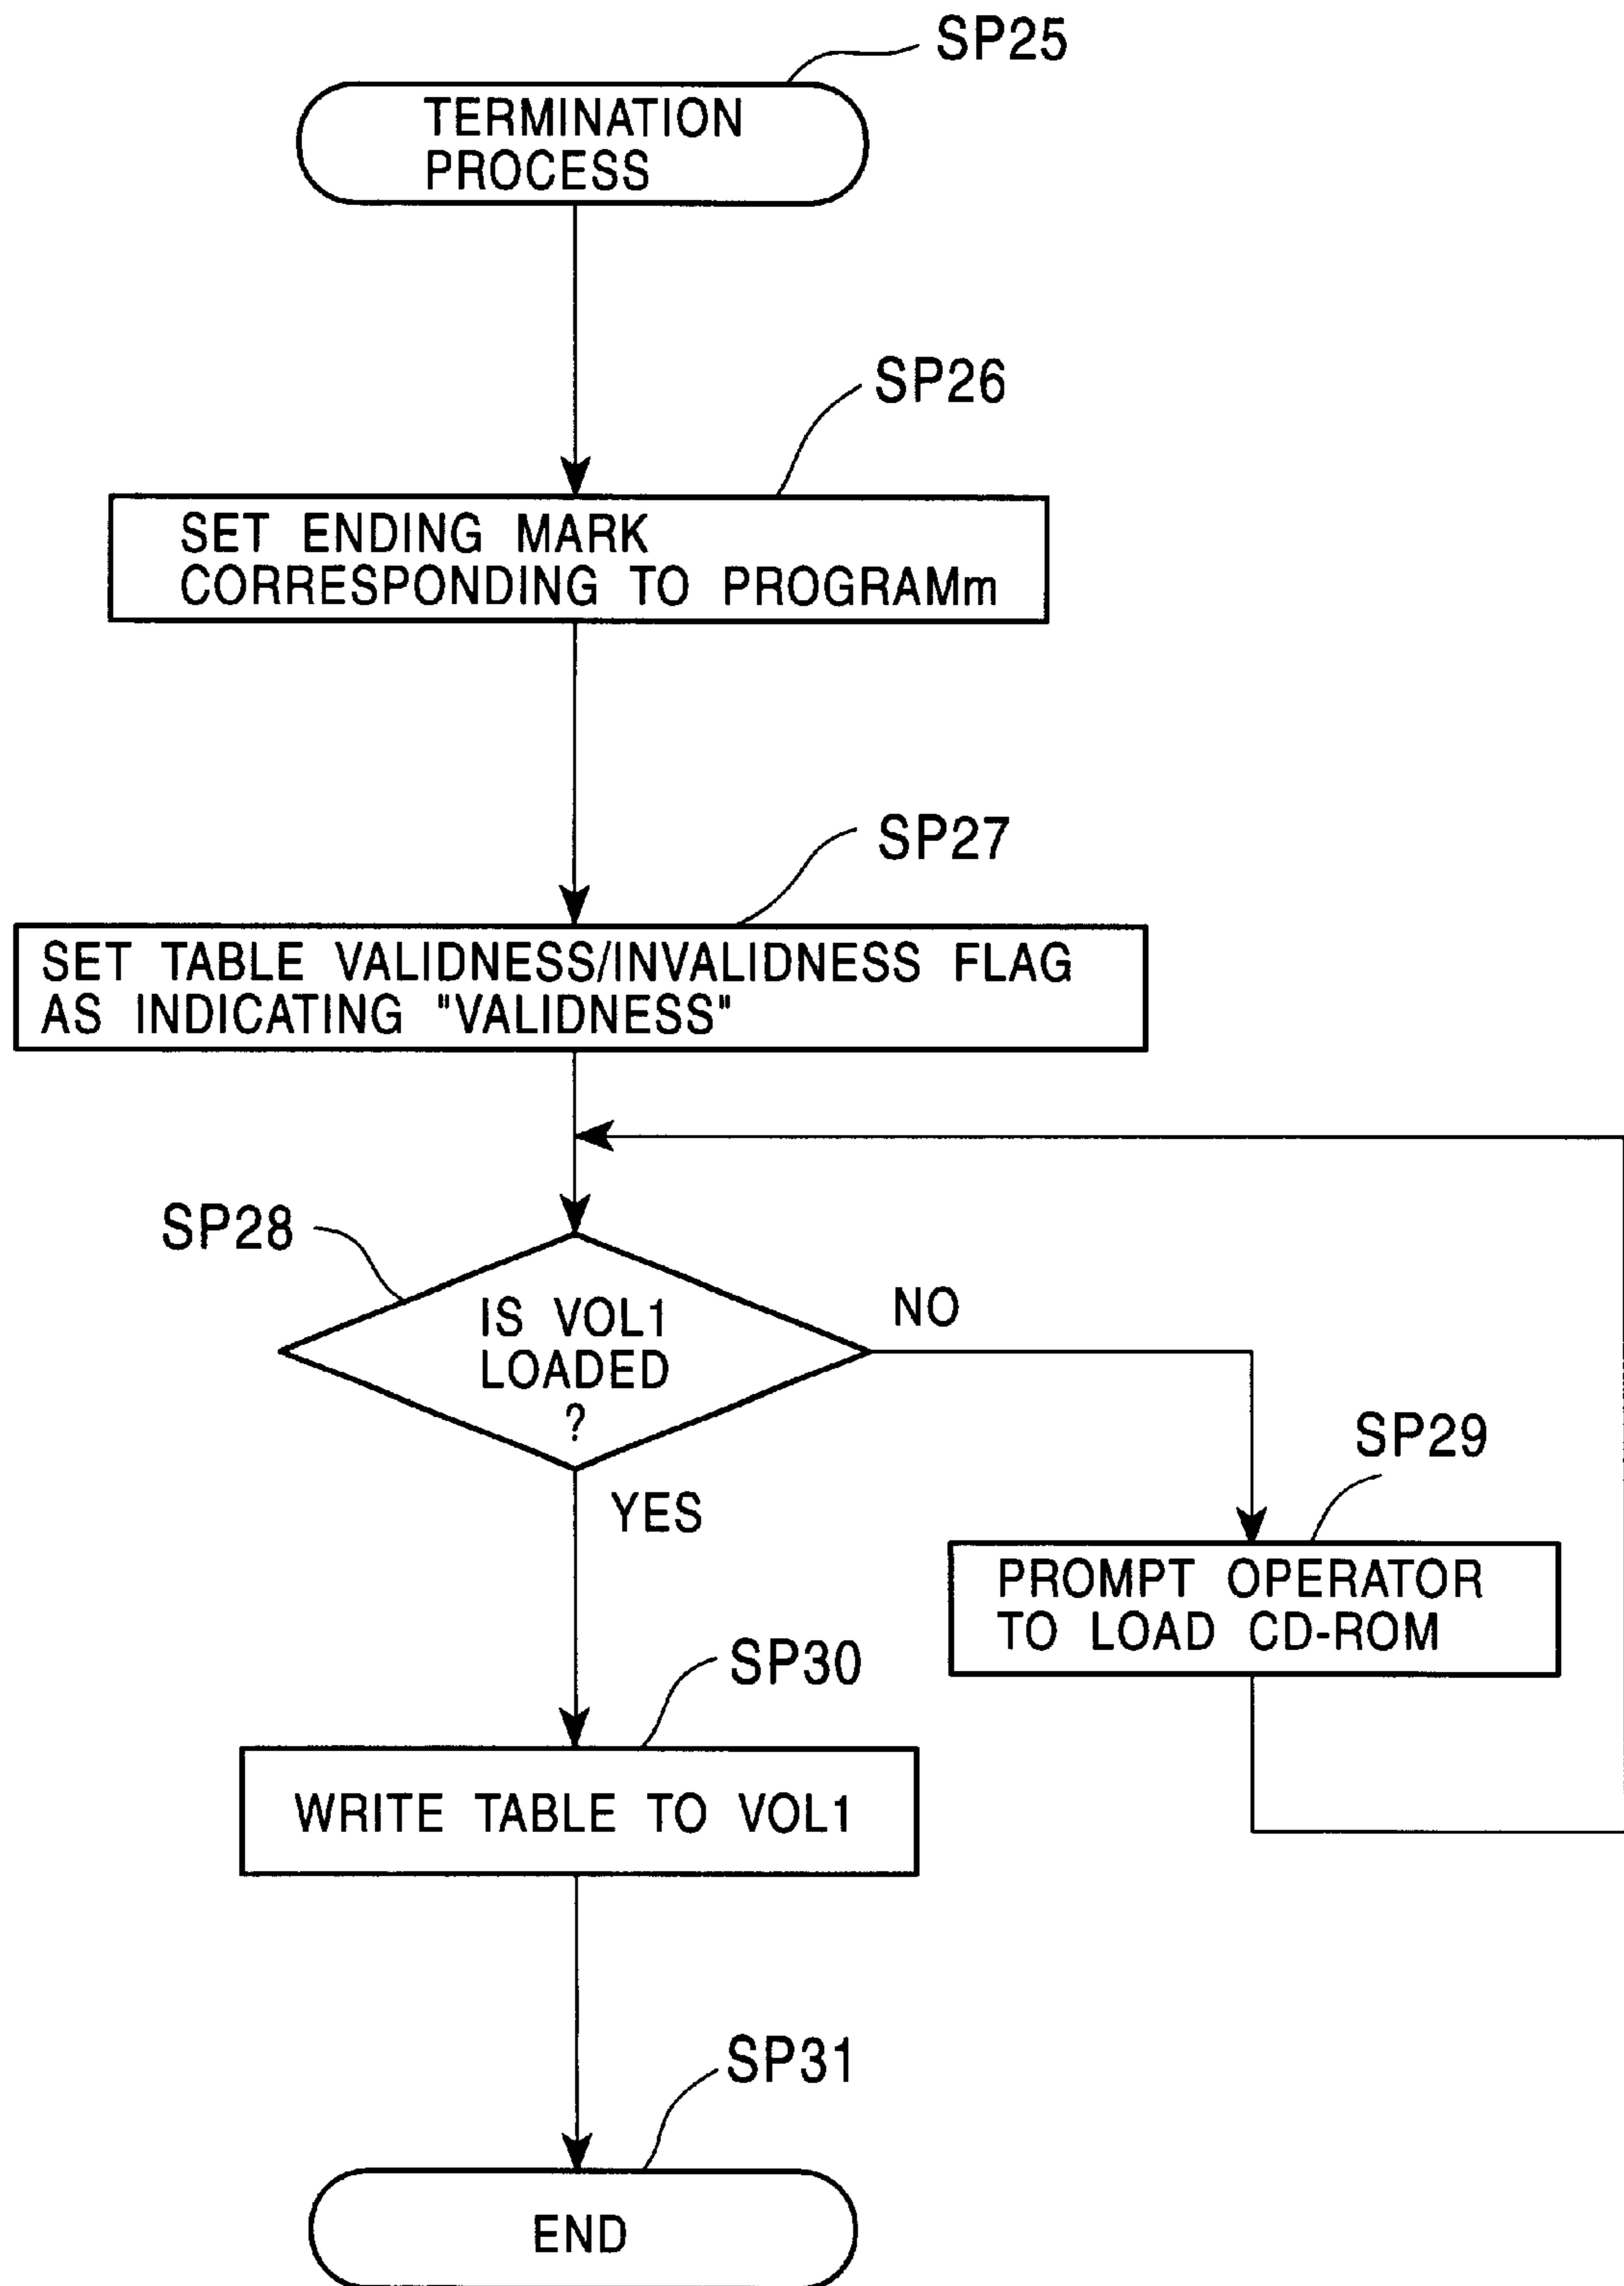 SP25
TERMINATION
PROCESS
SP26
SET ENDING MARK
CORRESPONDING TO PROGRAMm
SP27
SET TABLE VALIDNESS/INVALIDNESS FLAG
AS INDICATING "VALIDNESS"
SP28
IS VOL1
LOADED
?
NO
YES
SP29
PROMPT OPERATOR
TO LOAD CD-ROM
SP30
WRITE TABLE TO VOL1
SP31
END